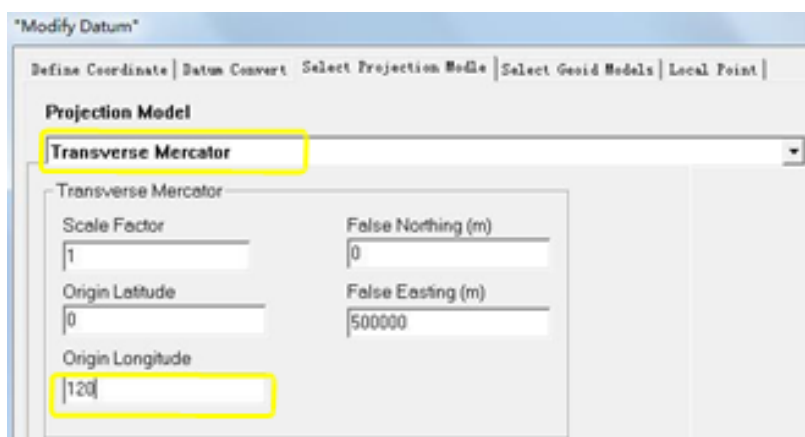 "Modify Datum"
Define Coordinate | Datum Convert Select Projection Modle | Select Geoid Models | Local Point |
Projection Model
Transverse Mercator
Transverse Mercator
Scale Factor False Northing (m)
1 0
Origin Latitude False Easting (m)
0 500000
Origin Longitude
120